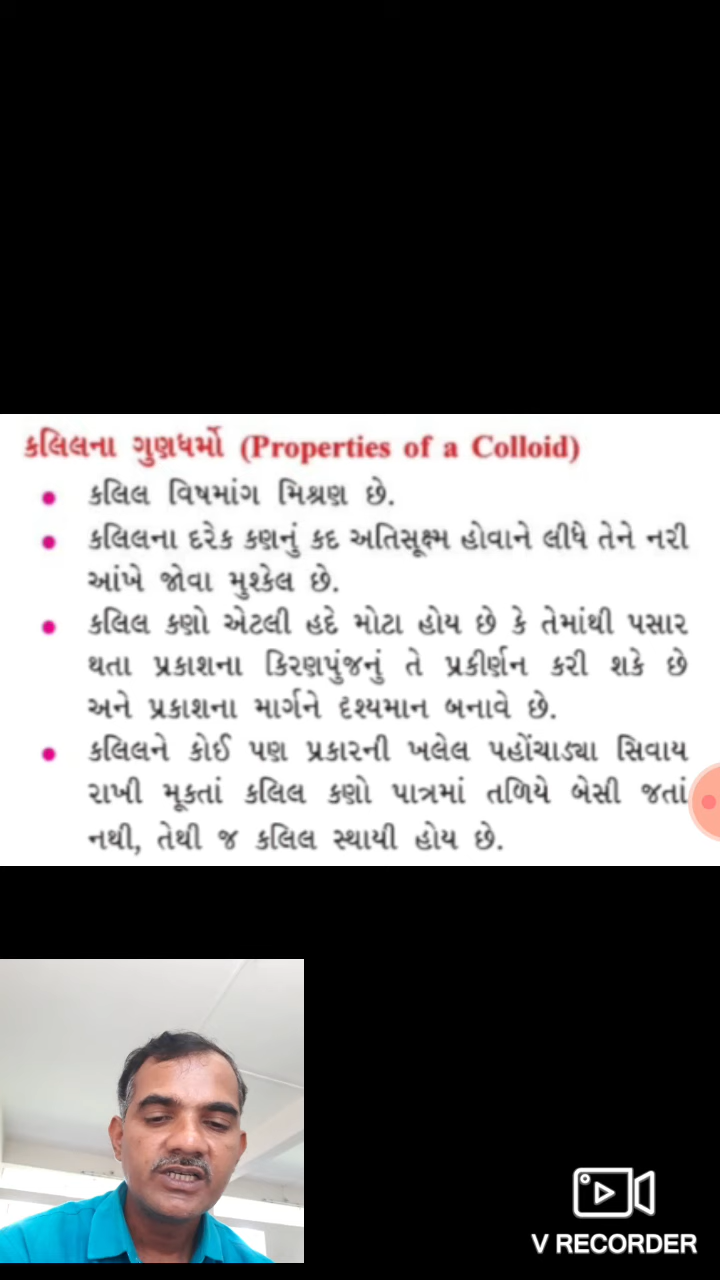 કલિલના ગુણધર્મો (Properties of a Colloid)
• કલિલ વિષમાંગ મિશ્રણ છે.
• કલિલના દરેક કણનું કદ અતિસૂક્ષ્મ હોવાને લીધે તેને નરી
આંખે જોવા મુશ્કેલ છે.
• કલિલ કણો એટલી હદે મોટા હોય છે કે તેમાંથી પસાર
થતા પ્રકાશના કિરણપુંજનું તે પ્રકીર્ણન કરી શકે છે
અને પ્રકાશના માર્ગને દૃશ્યમાન બનાવે છે.
• કલિલને કોઈ પણ પ્રકારની ખલેલ પહોંચાડ્યા સિવાય
રાખી મૂકતાં કલિલ કણો પાત્રમાં તળિયે બેસી જતાં
નથી, તેથી જ કલિલ સ્થાયી હોય છે.
V RECORDER